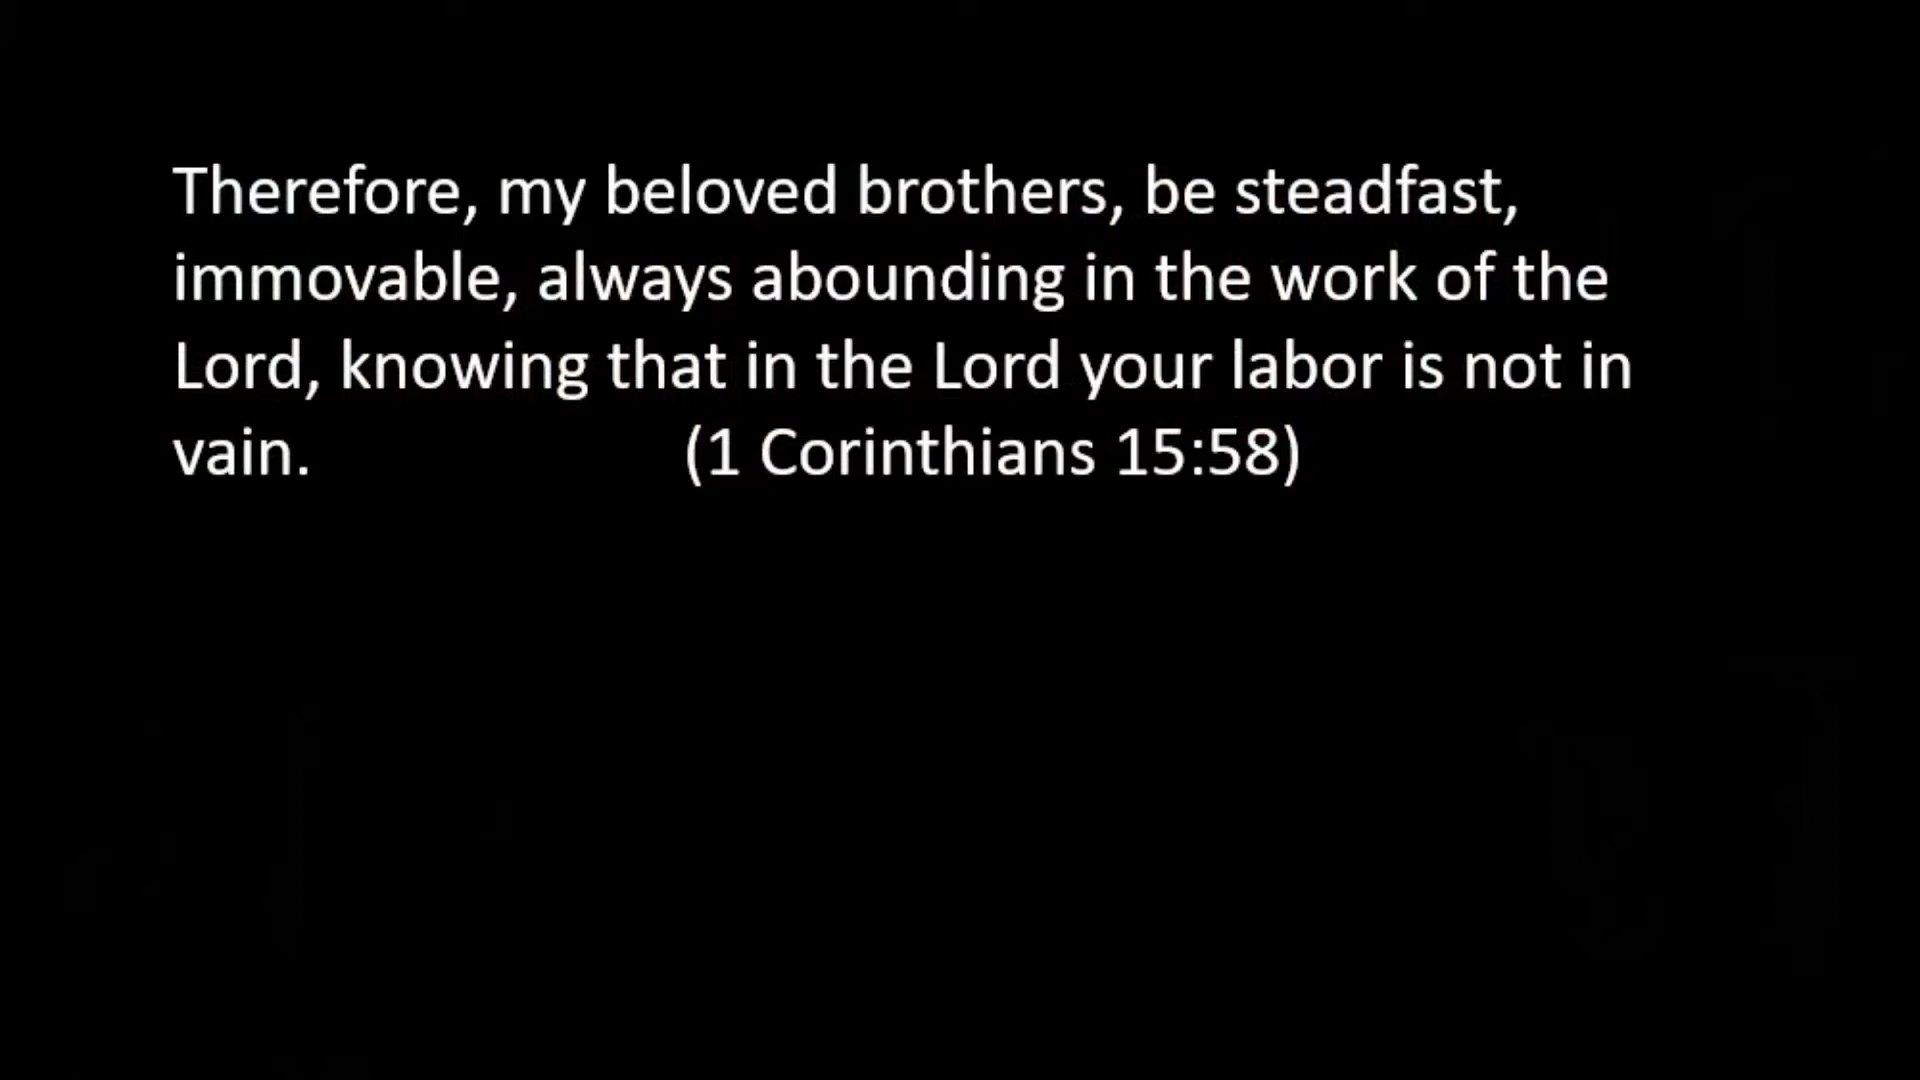 Therefore, my beloved brothers, be steadfast,
immovable, always abounding in the work of the
Lord, knowing that in the Lord your labor is not in
vain. (1 Corinthians 15:58)